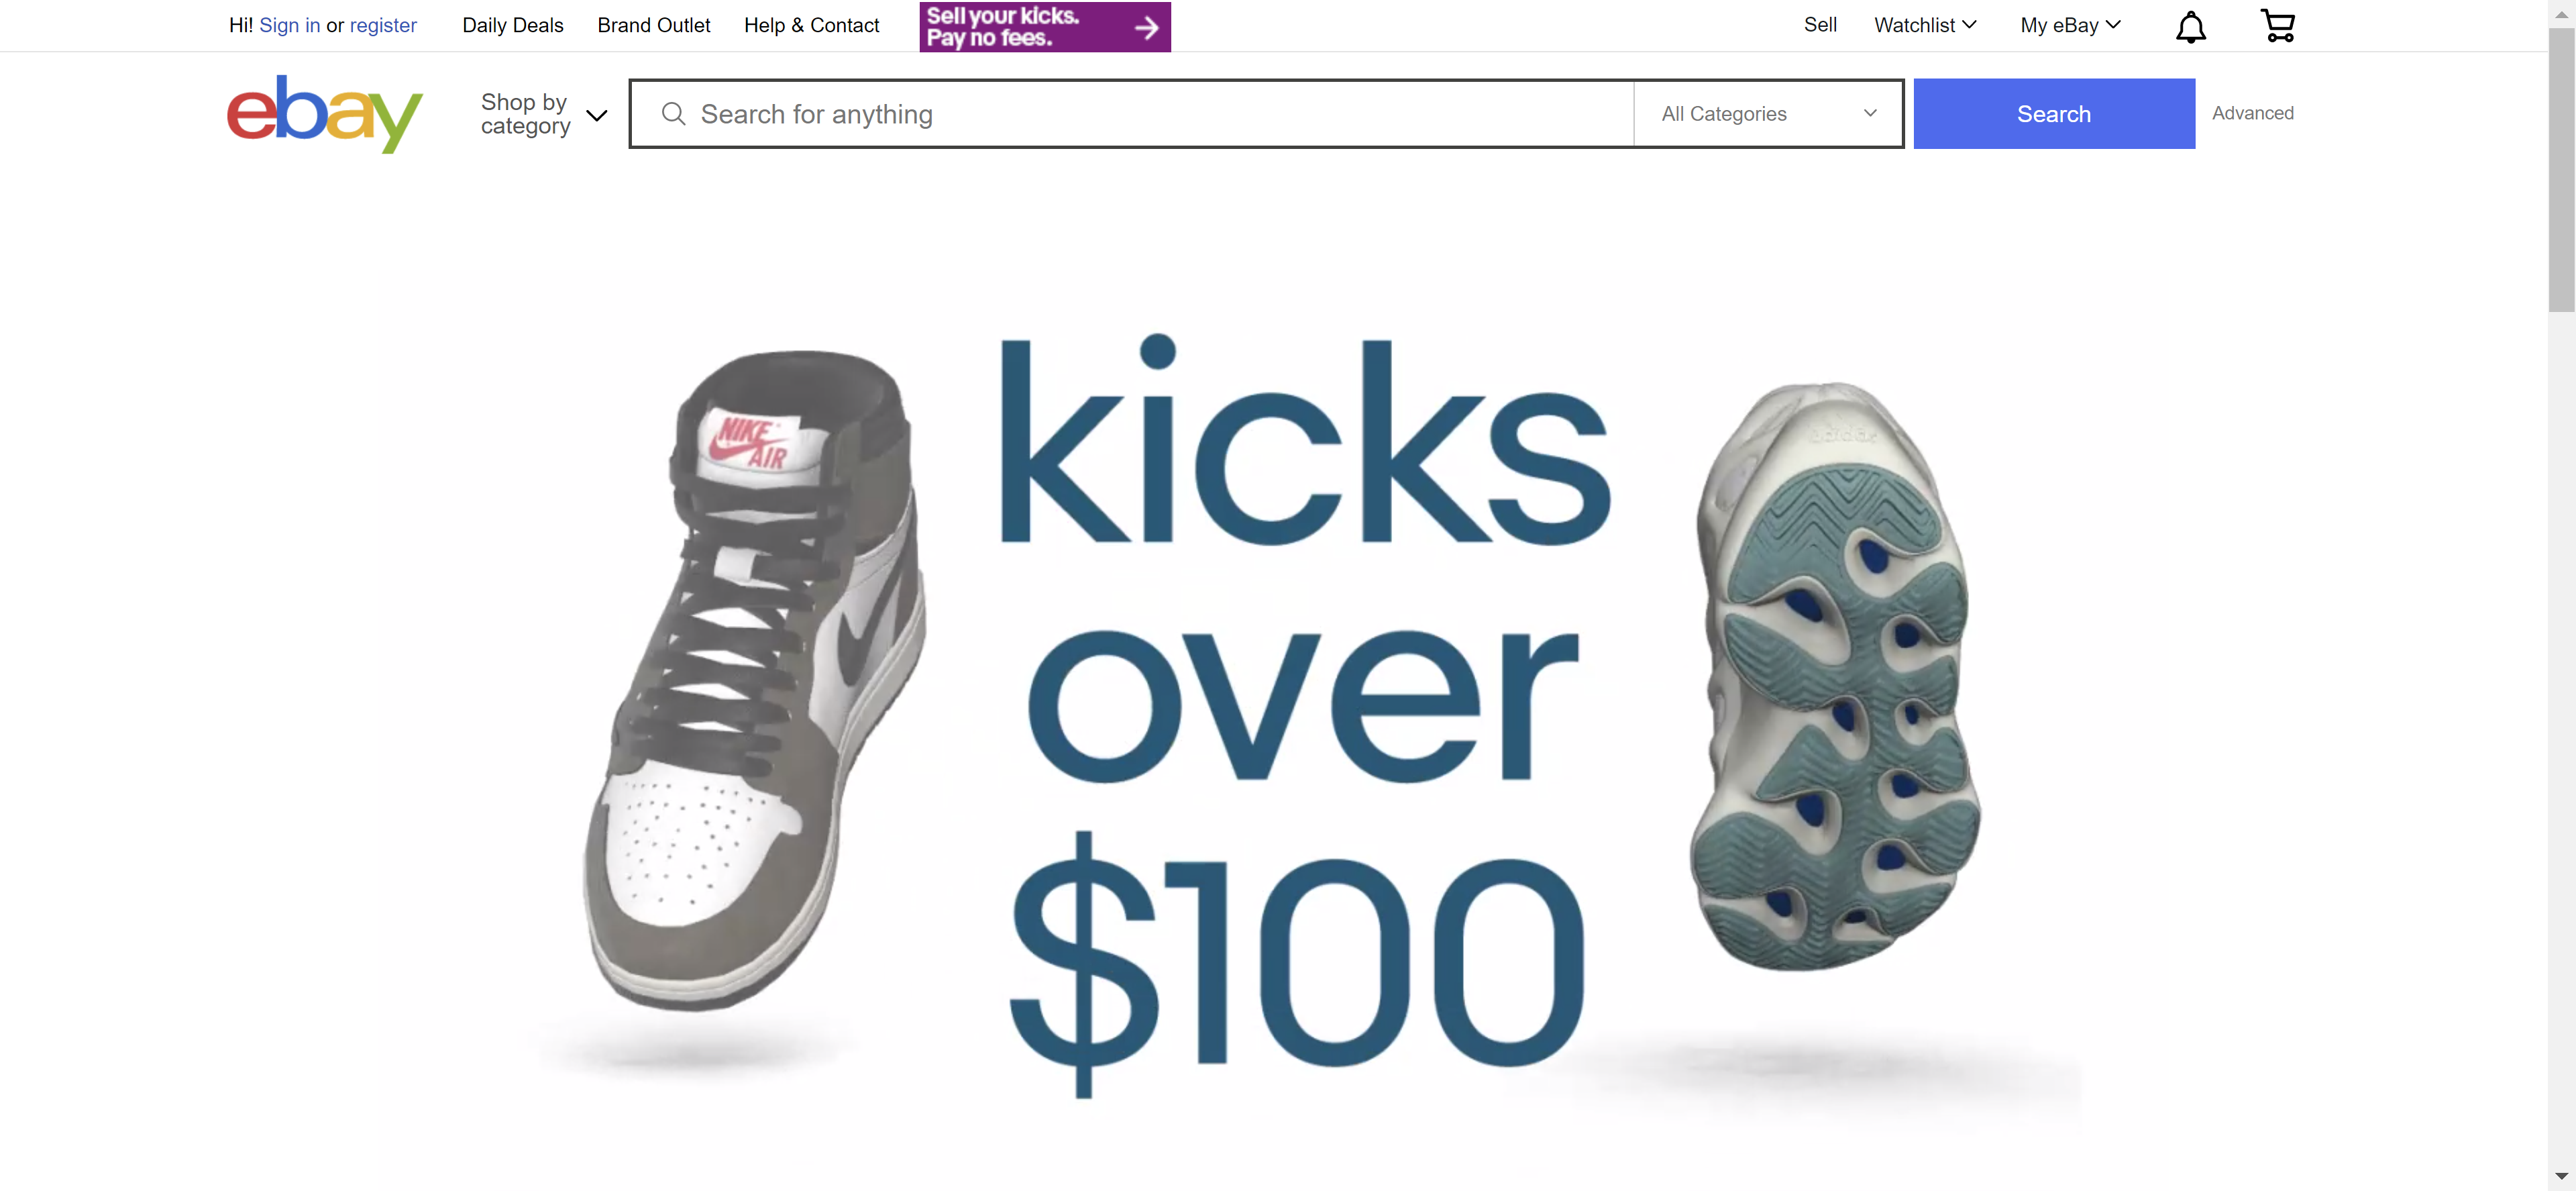 Hi! Sign in or register
Daily Deals
Brand Outlet
Help & Contact
Sell your kicks.
Pay no fees.
Sell
Watchlist
My eBay
ebay
Shop by
category
Search for anything
All Categories
Search
Advanced
NIKE
AIR
kicks
over
$100
adidas